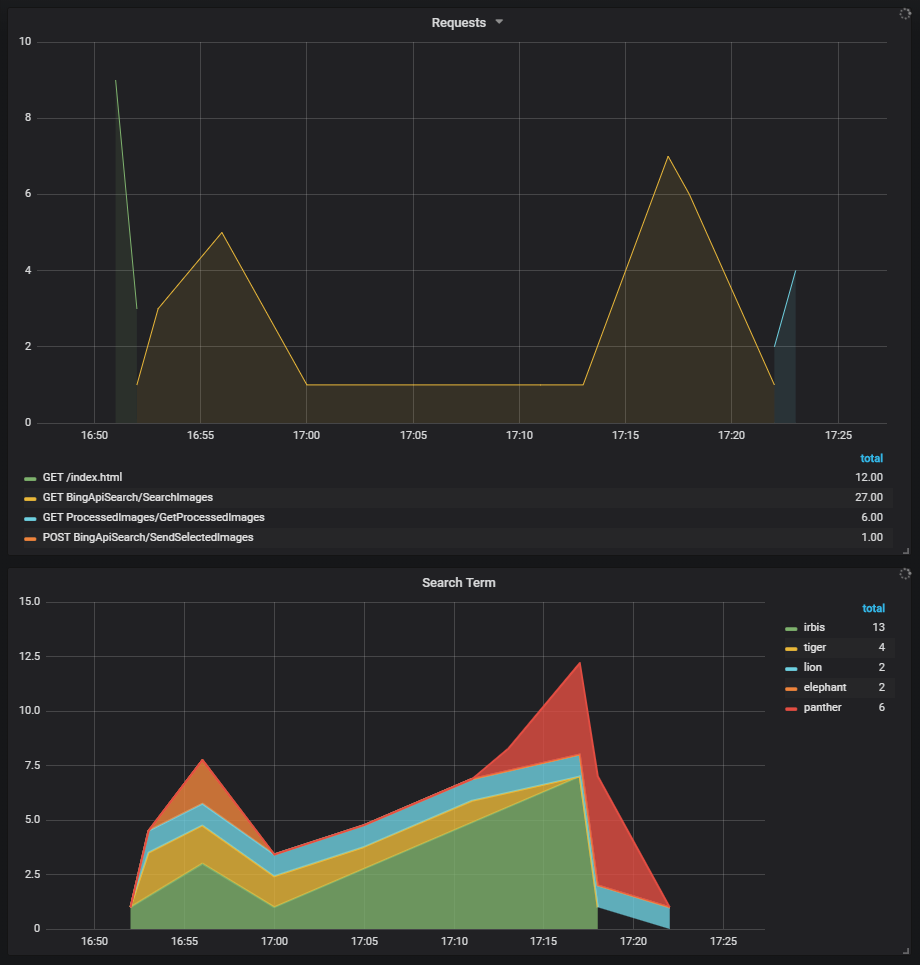 Requests
10
8
6
4
2
0
16:50 16:55 17:00 17:05 17:10 17:15 17:20 17:25
total
GET /index.html 12.00
GET BingApiSearch/SearchImages 27.00
GET ProcessedImages/GetProcessedImages 6.00
POST BingApiSearch/SendSelectedImages 1.00
Search Term
15.0
12.5
10.0
7.5
5.0
2.5
0
16:50 16:55 17:00 17:05 17:10 17:15 17:20 17:25
total
irbis 13
tiger 4
lion 2
elephant 2
panther 6